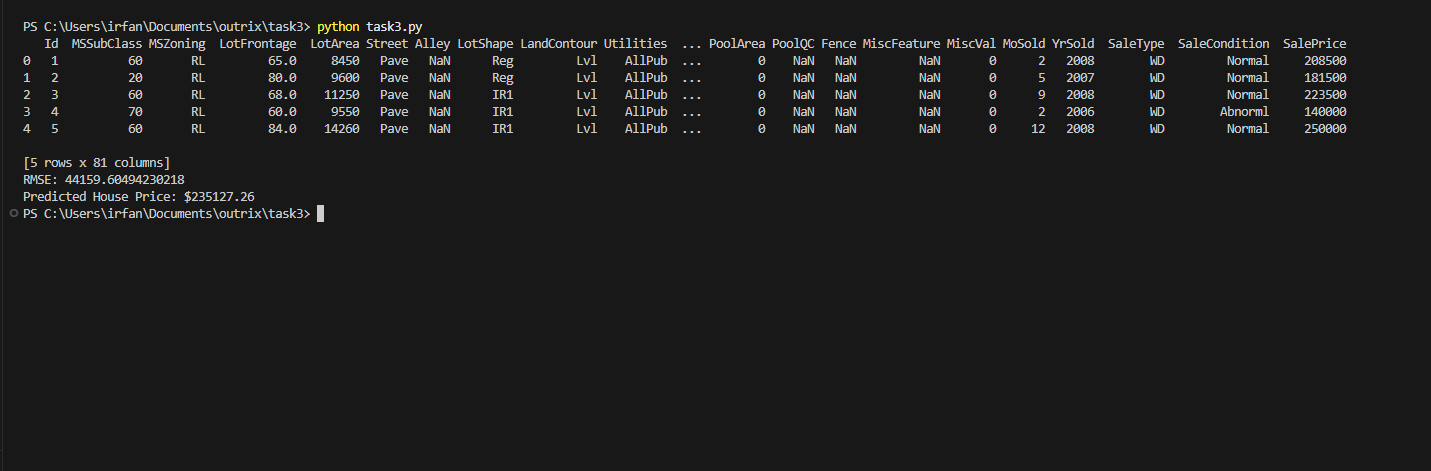 PS C:\Users\irfan\Documents\outrix\task3> python task3.py
   Id  MSSubClass MSZoning  LotFrontage  LotArea Street Alley LotShape LandContour Utilities  ... PoolArea PoolQC Fence MiscFeature MiscVal MoSold YrSold  SaleType  SaleCondition  SalePrice
0   1          60       RL         65.0     8450   Pave   NaN      Reg         Lvl    AllPub  ...        0    NaN   NaN         NaN       0      2   2008        WD         Normal     208500
1   2          20       RL         80.0     9600   Pave   NaN      Reg         Lvl    AllPub  ...        0    NaN   NaN         NaN       0      5   2007        WD         Normal     181500
2   3          60       RL         68.0    11250   Pave   NaN      IR1         Lvl    AllPub  ...        0    NaN   NaN         NaN       0      9   2008        WD         Normal     223500
3   4          70       RL         60.0     9550   Pave   NaN      IR1         Lvl    AllPub  ...        0    NaN   NaN         NaN       0      2   2006        WD        Abnorml     140000
4   5          60       RL         84.0    14260   Pave   NaN      IR1         Lvl    AllPub  ...        0    NaN   NaN         NaN       0     12   2008        WD         Normal     250000
[5 rows x 81 columns]
RMSE: 44159.60494230218
Predicted House Price: $235127.26
PS C:\Users\irfan\Documents\outrix\task3>